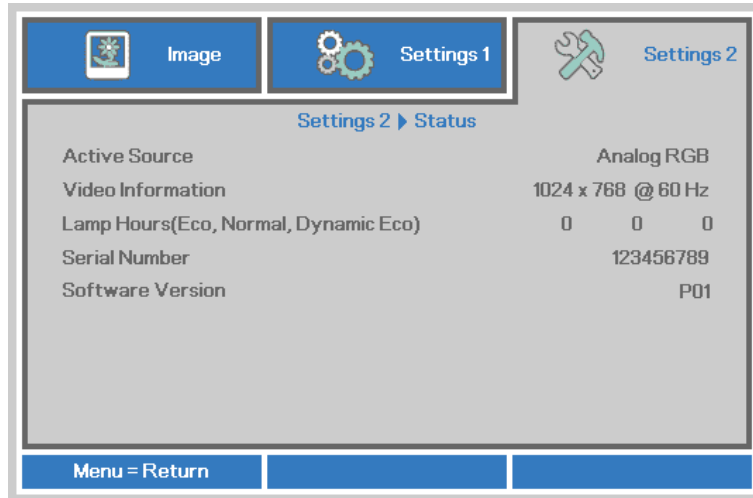 Image
Settings 1
Settings 2
Settings 2 ▶ Status
Active Source Analog RGB
Video Information 1024 x 768 @ 60 Hz
Lamp Hours(Eco, Normal, Dynamic Eco) 0 0 0
Serial Number 123456789
Software Version P01
Menu = Return